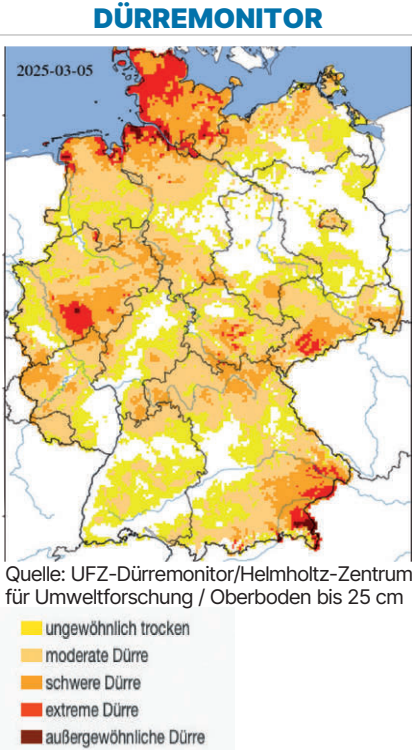 DÜRREMONITOR
2025-03-05
Quelle: UFZ-Dürremonitor/Helmholtz-Zentrum
für Umweltforschung / Oberboden bis 25 cm
ungewöhnlich trocken
moderate Dürre
schwere Dürre
extreme Dürre
außergewöhnliche Dürre